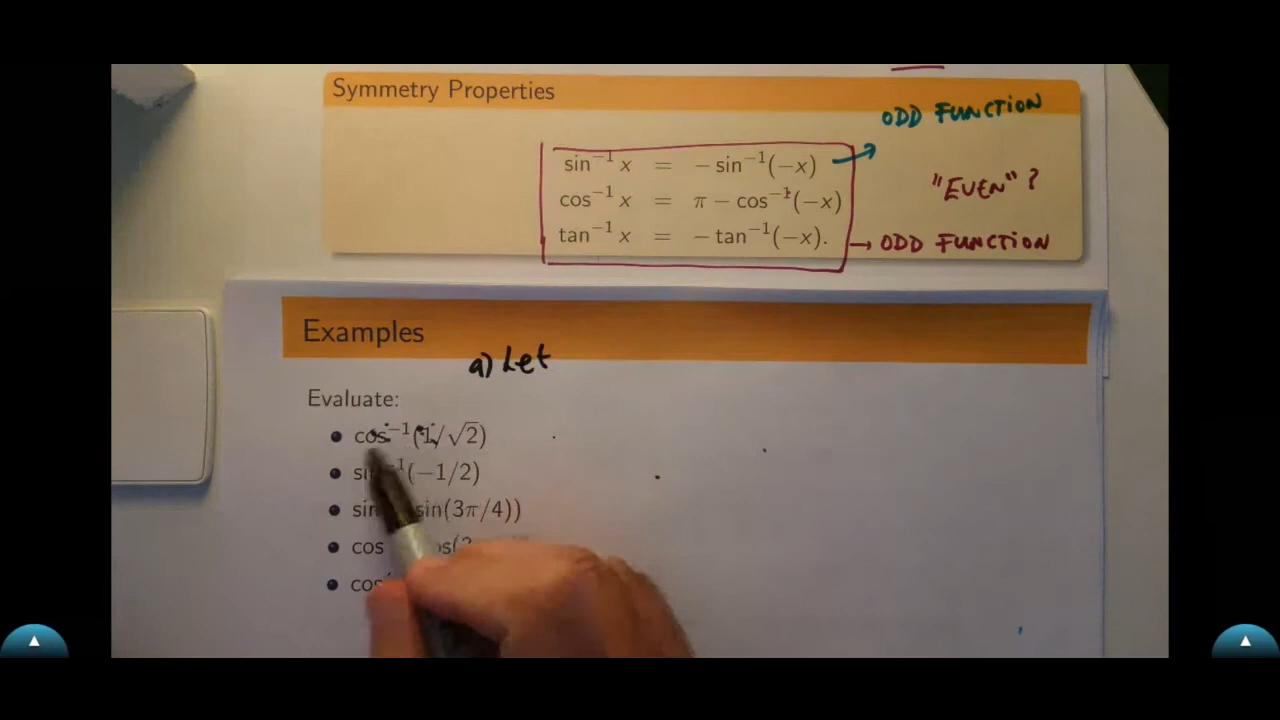 Symmetry Properties
ODD FUNCTION
sin⁻¹ x = − sin⁻¹(−x)
"EVEN" ?
cos⁻¹ x = π − cos⁻¹(−x)
tan⁻¹ x = − tan⁻¹(−x).
→ ODD FUNCTION
Examples
a) Let
Evaluate:
cos⁻¹(1/√2)
(−1/2)
sin(3π/4))
cos